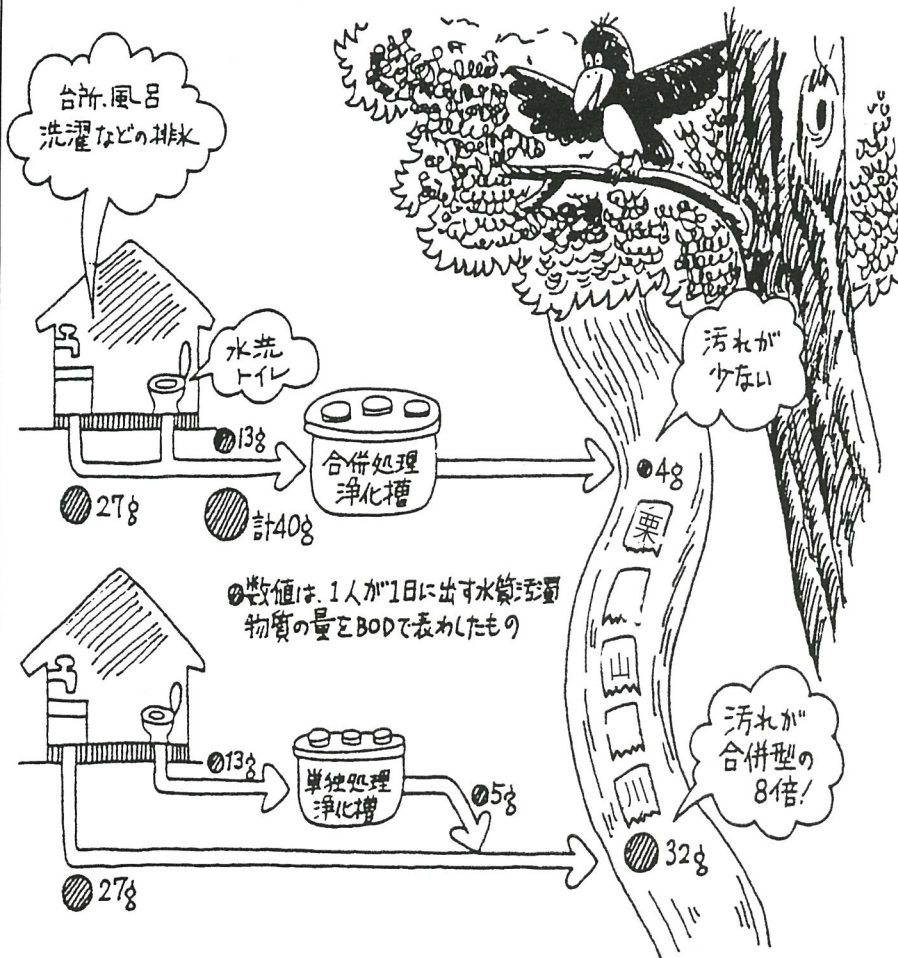 台所、風呂
洗濯などの排水
水洗
トイレ
13g
27g
計40g
合併処理
浄化槽
汚れが
少ない
4g
栗
山
川
数値は、1人が1日に出す水質汚濁
物質の量をBODで表わしたもの
13g
単独処理
浄化槽
5g
27g
汚れが
合併型の
8倍!
32g